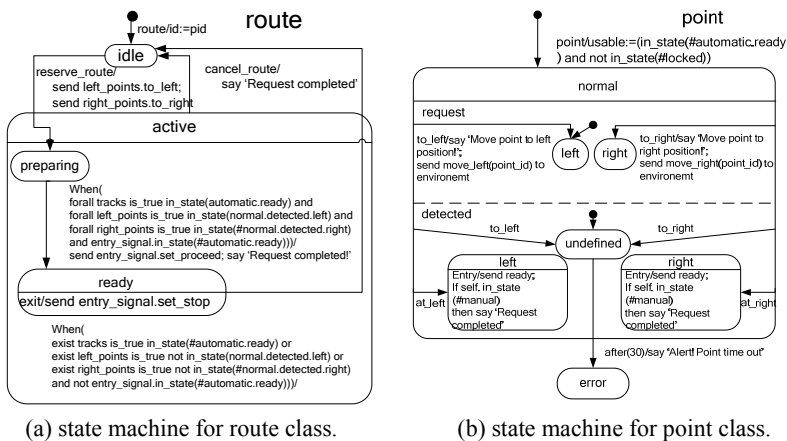 route
route/id:=pid
idle
reserve_route/
send left_points.to_left;
send right_points.to_right
cancel_route/
say ‘Request completed’
active
preparing
When(
forall tracks is_true in_state(automatic.ready) and
forall left_points is_true in_state(normal.detected.left) and
forall right_points is_true in_state(#normal.detected.right)
and entry_signal.in_state(#automatic.ready)))/
send entry_signal.set_proceed; say ‘Request completed!’
ready
exit/send entry_signal.set_stop
When(
exist tracks is_true in_state(#automatic.ready) or
exist left_points is_true not in_state(normal.detected.left) or
exist right_points is_true not in_state(#normal.detected.right)
and not entry_signal.in_state(#automatic.ready)))/
(a) state machine for route class.
point
point/usable:=(in_state(#automatic.ready
) and not in_state(#locked))
normal
request
to_left/say ‘Move point to left
position!”;
send move_left(point_id) to
environemt
left
right
to_right/say ‘Move point to
right position!”;
send move_right(point_id) to
environemt
detected
to_left
undefined
to_right
left
Entry/send ready;
If self, in_state
(#manual)
then say “Request
completed”
right
Entry/send ready;
If self, in_state
(#manual)
then say “Request
completed”
at_left
at_right
after(30)/say “Alert! Point time out”
error
(b) state machine for point class.